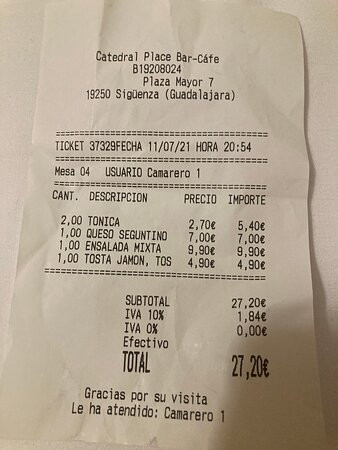 Catedral Place Bar-Cáfe
B19208024
Plaza Mayor 7
19250 Sigüenza (Guadalajara)
TICKET 37329FECHA 11/07/21 HORA 20:54
Mesa 04 USUARIO Camarero 1
CANT. DESCRIPCION PRECIO IMPORTE
2,00 TONICA 2,70€ 5,40€
1,00 QUESO SEGUNTINO 7,00€ 7,00€
1,00 ENSALADA MIXTA 9,90€ 9,90€
1,00 TOSTA JAMON, TOS 4,90€ 4,90€
SUBTOTAL 27,20€
IVA 10% 1,84€
IVA 0% 0,00€
Efectivo
TOTAL 27,20€
Gracias por su visita
Le ha atendido: Camarero 1